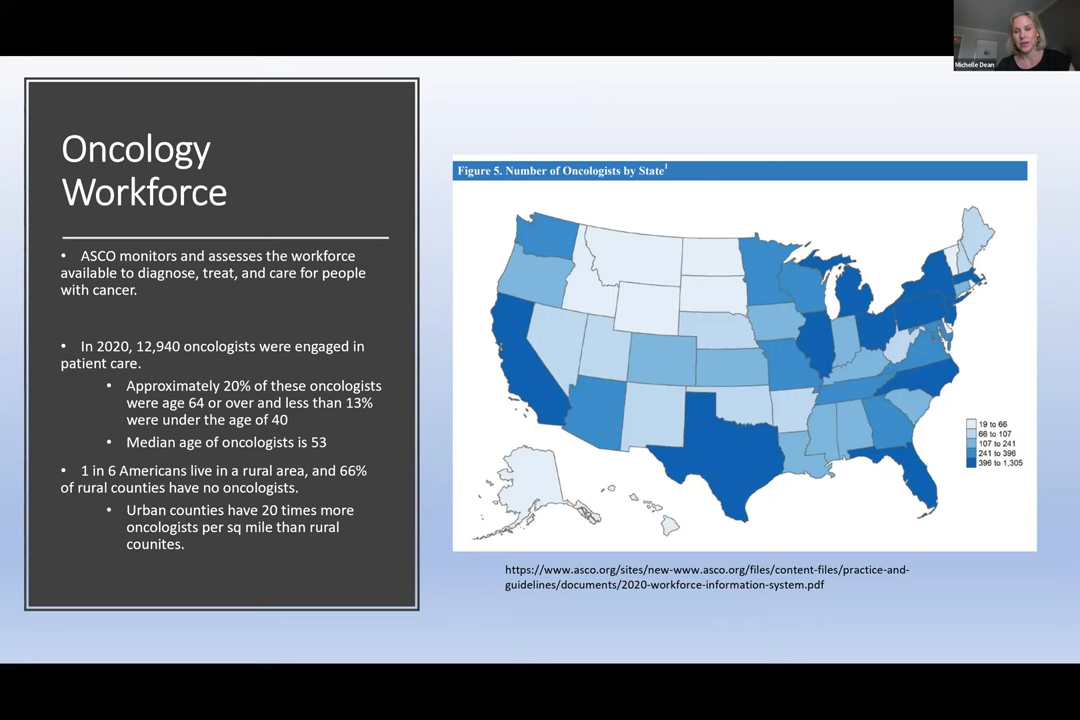 Michelle Dean
Oncology
Workforce
• ASCO monitors and assesses the workforce
available to diagnose, treat, and care for people
with cancer.
• In 2020, 12,940 oncologists were engaged in
patient care.
• Approximately 20% of these oncologists
were age 64 or over and less than 13%
were under the age of 40
• Median age of oncologists is 53
• 1 in 6 Americans live in a rural area, and 66%
of rural counties have no oncologists.
• Urban counties have 20 times more
oncologists per sq mile than rural
counites.
Figure 5. Number of Oncologists by State1
19 to 66
66 to 107
107 to 241
241 to 396
396 to 1,305
https://www.asco.org/sites/new-www.asco.org/files/content-files/practice-and-
guidelines/documents/2020-workforce-information-system.pdf